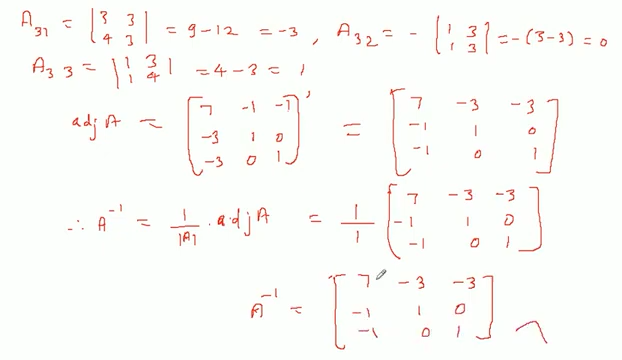 A₃₁ = |3 3; 4 3| = 9-12 = -3 , A₃₂ = - |1 3; 1 3| = -(3-3) = 0
A₃₃ = |1 3; 1 4| = 4-3 = 1
adj A = [7 -1 -1; -3 1 0; -3 0 1]' = [7 -3 -3; -1 1 0; -1 0 1]
∴ A⁻¹ = 1/|A| . adj A = 1/1 [7 -3 -3; -1 1 0; -1 0 1]
A⁻¹ = [7 -3 -3; -1 1 0; -1 0 1]